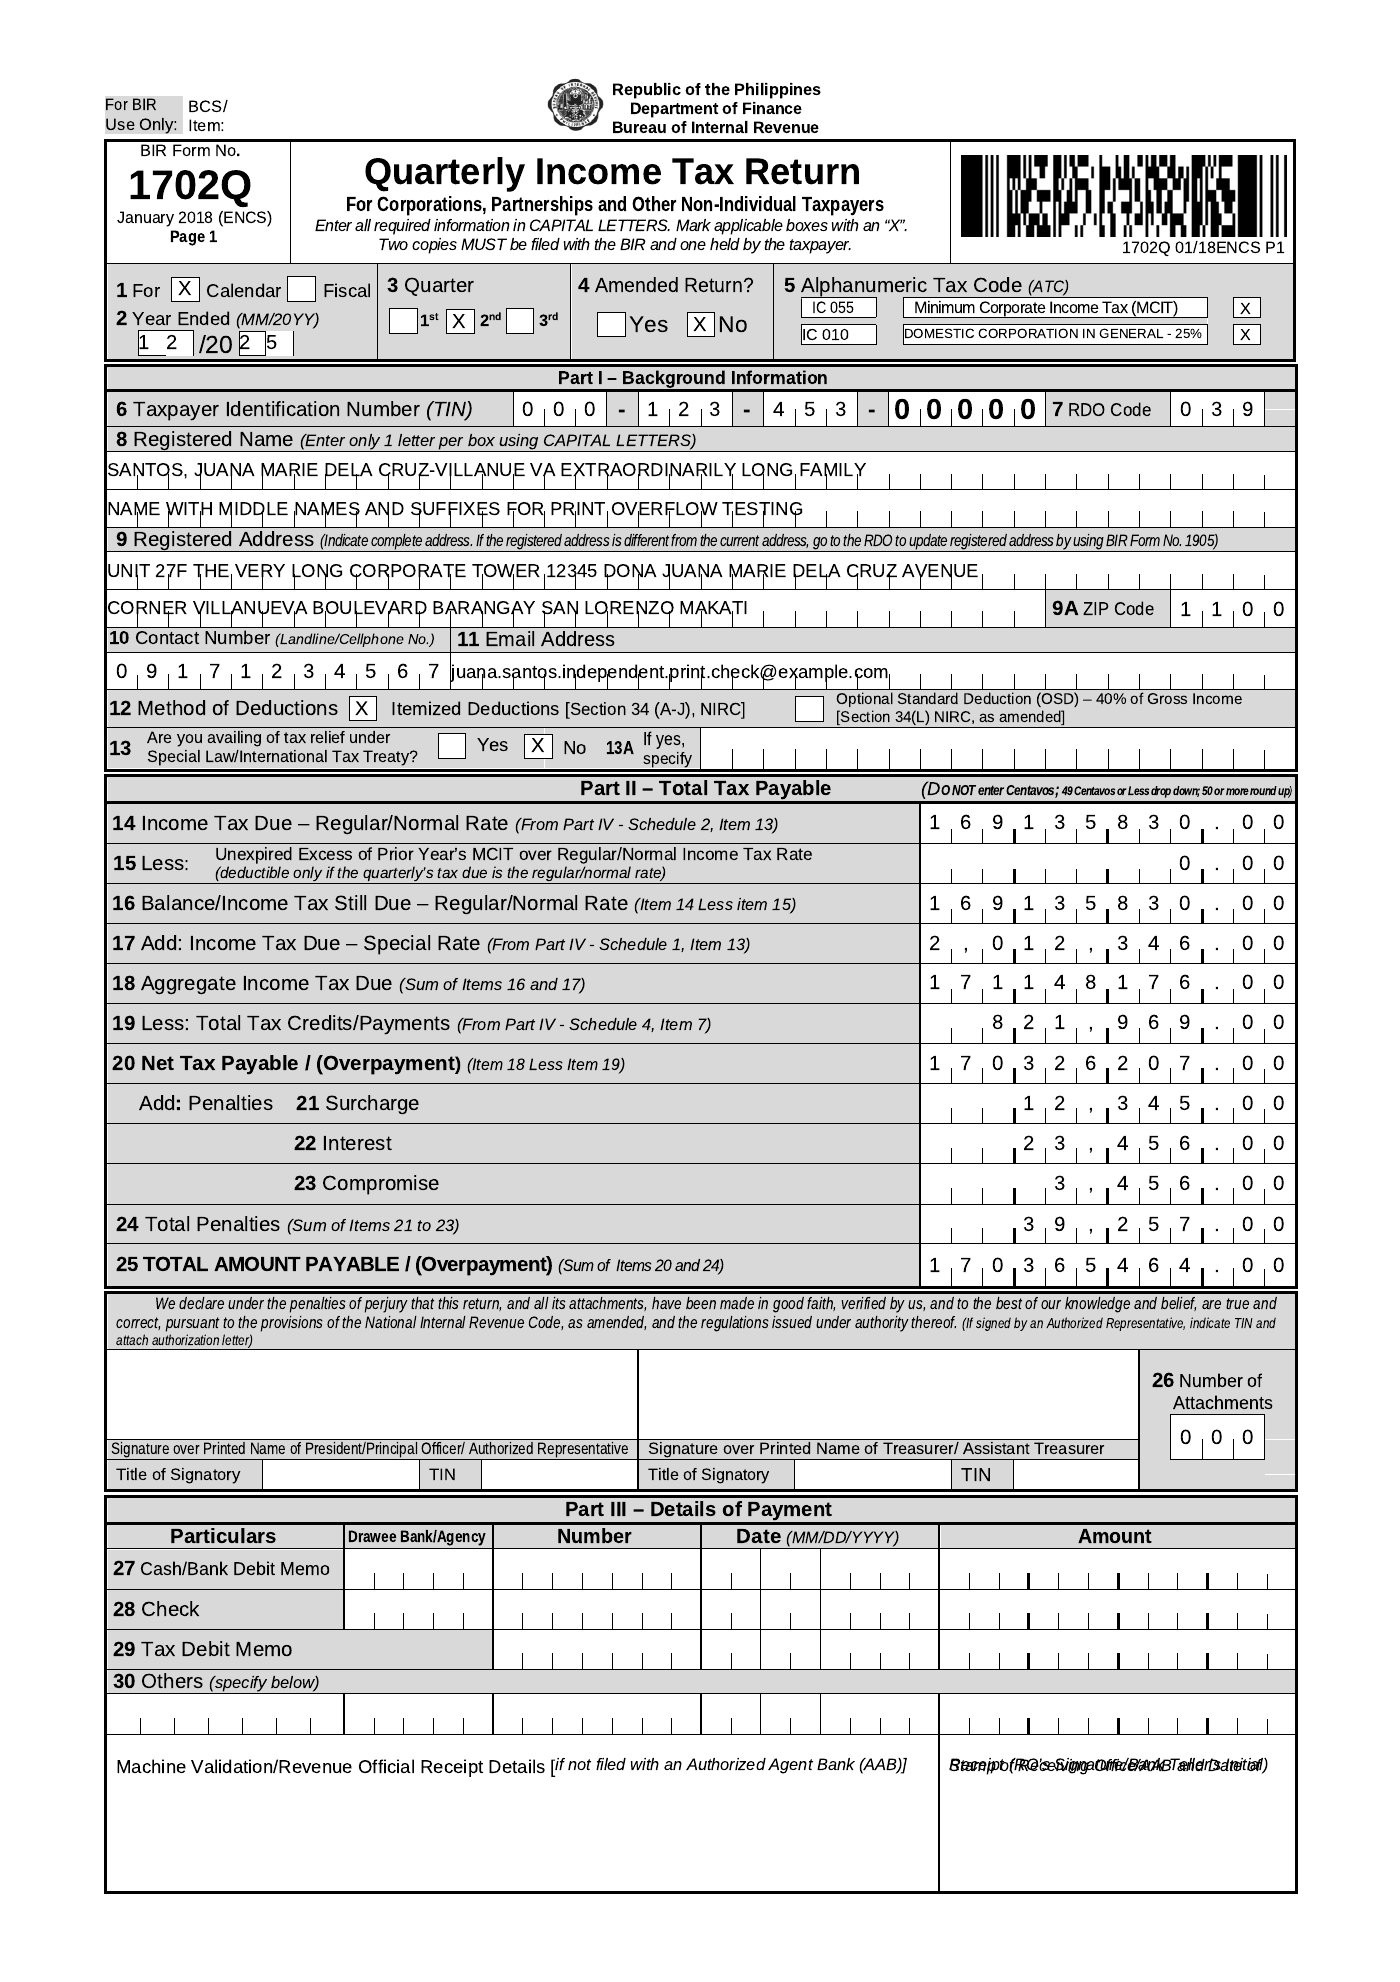 Republic of the Philippines
Department of Finance
Bureau of Internal Revenue
For BIR Use Only: BCS/ Item:
BIR Form No.
1702Q
January 2018 (ENCS)
Page 1
Quarterly Income Tax Return
For Corporations, Partnerships and Other Non-Individual Taxpayers
Enter all required information in CAPITAL LETTERS. Mark applicable boxes with an “X”.
Two copies MUST be filed with the BIR and one held by the taxpayer.
1702Q 01/18ENCS P1
1 For X Calendar Fiscal
2 Year Ended (MM/20YY)
1 2 /20 2 5
3 Quarter
1st X 2nd 3rd
4 Amended Return?
Yes X No
5 Alphanumeric Tax Code (ATC)
IC 055 Minimum Corporate Income Tax (MCIT) X
IC 010 DOMESTIC CORPORATION IN GENERAL - 25% X
Part I – Background Information
6 Taxpayer Identification Number (TIN) 0 0 0 - 1 2 3 - 4 5 3 - 0 0 0 0 0 7 RDO Code 0 3 9
8 Registered Name (Enter only 1 letter per box using CAPITAL LETTERS)
SANTOS, JUANA MARIE DELA CRUZ-VILLANUE VA EXTRAORDINARILY LONG FAMILY
NAME WITH MIDDLE NAMES AND SUFFIXES FOR PRINT OVERFLOW TESTING
9 Registered Address (Indicate complete address. If the registered address is different from the current address, go to the RDO to update registered address by using BIR Form No. 1905)
UNIT 27F THE VERY LONG CORPORATE TOWER 12345 DONA JUANA MARIE DELA CRUZ AVENUE
CORNER VILLANUEVA BOULEVARD BARANGAY SAN LORENZO MAKATI 9A ZIP Code 1 1 0 0
10 Contact Number (Landline/Cellphone No.) 11 Email Address
0 9 1 7 1 2 3 4 5 6 7 juana.santos.independent.print.check@example.com
12 Method of Deductions X Itemized Deductions [Section 34 (A-J), NIRC] Optional Standard Deduction (OSD) – 40% of Gross Income
[Section 34(L) NIRC, as amended]
13 Are you availing of tax relief under
Special Law/International Tax Treaty? Yes X No 13A If yes, specify
Part II – Total Tax Payable (DO NOT enter Centavos; 49 Centavos or Less drop down; 50 or more round up)
14 Income Tax Due – Regular/Normal Rate (From Part IV - Schedule 2, Item 13) 1 6 9 1 3 5 8 3 0 . 0 0
15 Less: Unexpired Excess of Prior Year’s MCIT over Regular/Normal Income Tax Rate
(deductible only if the quarterly’s tax due is the regular/normal rate) 0 . 0 0
16 Balance/Income Tax Still Due – Regular/Normal Rate (Item 14 Less item 15) 1 6 9 1 3 5 8 3 0 . 0 0
17 Add: Income Tax Due – Special Rate (From Part IV - Schedule 1, Item 13) 2 , 0 1 2 , 3 4 6 . 0 0
18 Aggregate Income Tax Due (Sum of Items 16 and 17) 1 7 1 1 4 8 1 7 6 . 0 0
19 Less: Total Tax Credits/Payments (From Part IV - Schedule 4, Item 7) 8 2 1 , 9 6 9 . 0 0
20 Net Tax Payable / (Overpayment) (Item 18 Less Item 19) 1 7 0 3 2 6 2 0 7 . 0 0
Add: Penalties 21 Surcharge 1 2 , 3 4 5 . 0 0
22 Interest 2 3 , 4 5 6 . 0 0
23 Compromise 3 , 4 5 6 . 0 0
24 Total Penalties (Sum of Items 21 to 23) 3 9 , 2 5 7 . 0 0
25 TOTAL AMOUNT PAYABLE / (Overpayment) (Sum of Items 20 and 24) 1 7 0 3 6 5 4 6 4 . 0 0
We declare under the penalties of perjury that this return, and all its attachments, have been made in good faith, verified by us, and to the best of our knowledge and belief, are true and
correct, pursuant to the provisions of the National Internal Revenue Code, as amended, and the regulations issued under authority thereof. (If signed by an Authorized Representative, indicate TIN and
attach authorization letter)
26 Number of
Attachments
0 0 0
Signature over Printed Name of President/Principal Officer/ Authorized Representative Signature over Printed Name of Treasurer/ Assistant Treasurer
Title of Signatory TIN Title of Signatory TIN
Part III – Details of Payment
Particulars Drawee Bank/Agency Number Date (MM/DD/YYYY) Amount
27 Cash/Bank Debit Memo
28 Check
29 Tax Debit Memo
30 Others (specify below)
Machine Validation/Revenue Official Receipt Details [if not filed with an Authorized Agent Bank (AAB)]
Stamp of Receiving Office/AAB and Date of
Receipt (RO’s Signature/Bank Teller’s Initial)